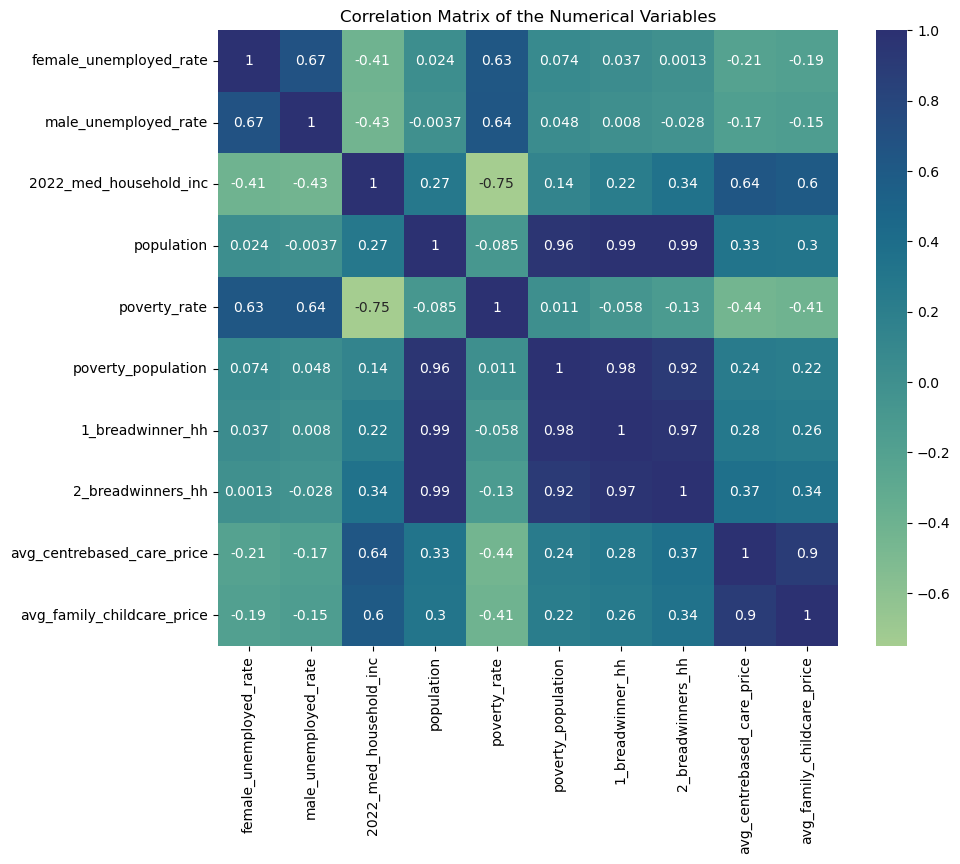 Correlation Matrix of the Numerical Variables
female_unemployed_rate 1 0.67 -0.41 0.024 0.63 0.074 0.037 0.0013 -0.21 -0.19
male_unemployed_rate 0.67 1 -0.43 -0.0037 0.64 0.048 0.008 -0.028 -0.17 -0.15
2022_med_household_inc -0.41 -0.43 1 0.27 -0.75 0.14 0.22 0.34 0.64 0.6
population 0.024 -0.0037 0.27 1 -0.085 0.96 0.99 0.99 0.33 0.3
poverty_rate 0.63 0.64 -0.75 -0.085 1 0.011 -0.058 -0.13 -0.44 -0.41
poverty_population 0.074 0.048 0.14 0.96 0.011 1 0.98 0.92 0.24 0.22
1_breadwinner_hh 0.037 0.008 0.22 0.99 -0.058 0.98 1 0.97 0.28 0.26
2_breadwinners_hh 0.0013 -0.028 0.34 0.99 -0.13 0.92 0.97 1 0.37 0.34
avg_centrebased_care_price -0.21 -0.17 0.64 0.33 -0.44 0.24 0.28 0.37 1 0.9
avg_family_childcare_price -0.19 -0.15 0.6 0.3 -0.41 0.22 0.26 0.34 0.9 1
female_unemployed_rate
male_unemployed_rate
2022_med_household_inc
population
poverty_rate
poverty_population
1_breadwinner_hh
2_breadwinners_hh
avg_centrebased_care_price
avg_family_childcare_price
1.0
0.8
0.6
0.4
0.2
0.0
−0.2
−0.4
−0.6